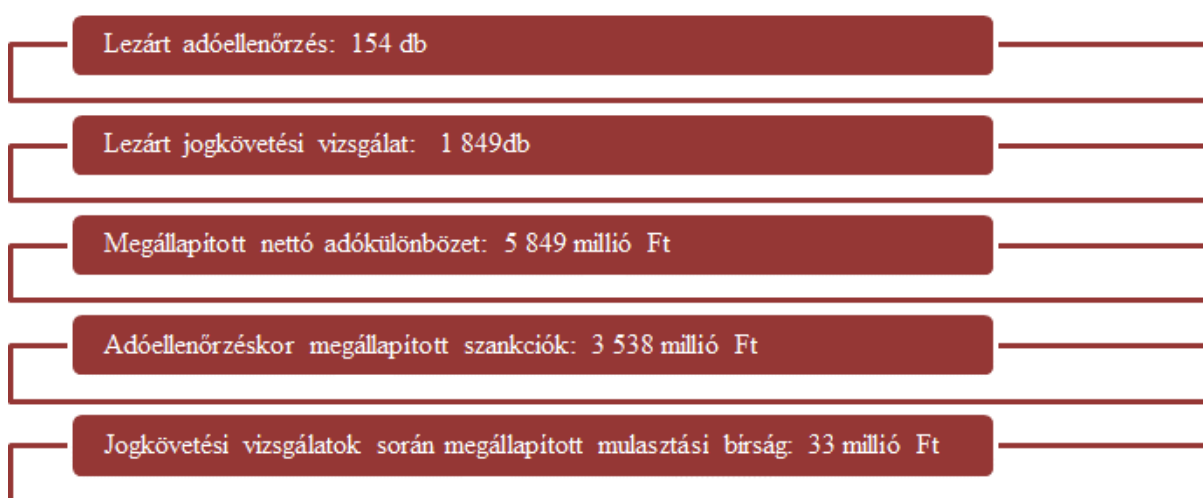 Lezárt adóellenőrzés: 154 db
Lezárt jogkövetési vizsgálat: 1 849db
Megállapított nettó adókülönbözet: 5 849 millió Ft
Adóellenőrzéskor megállapított szankciók: 3 538 millió Ft
Jogkövetési vizsgálatok során megállapított mulasztási bírság: 33 millió Ft